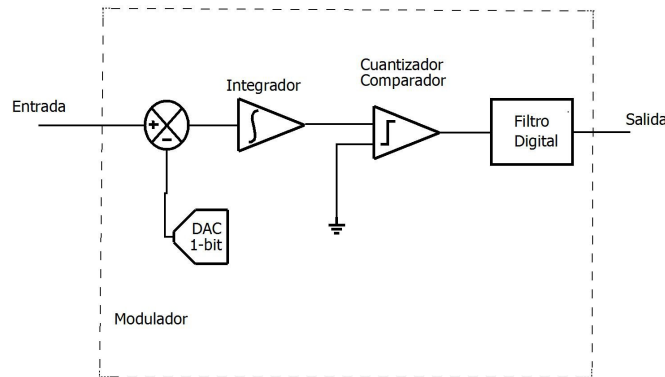 Entrada
+
-
Integrador
Cuantizador
Comparador
Filtro
Digital
Salida
DAC
1-bit
Modulador